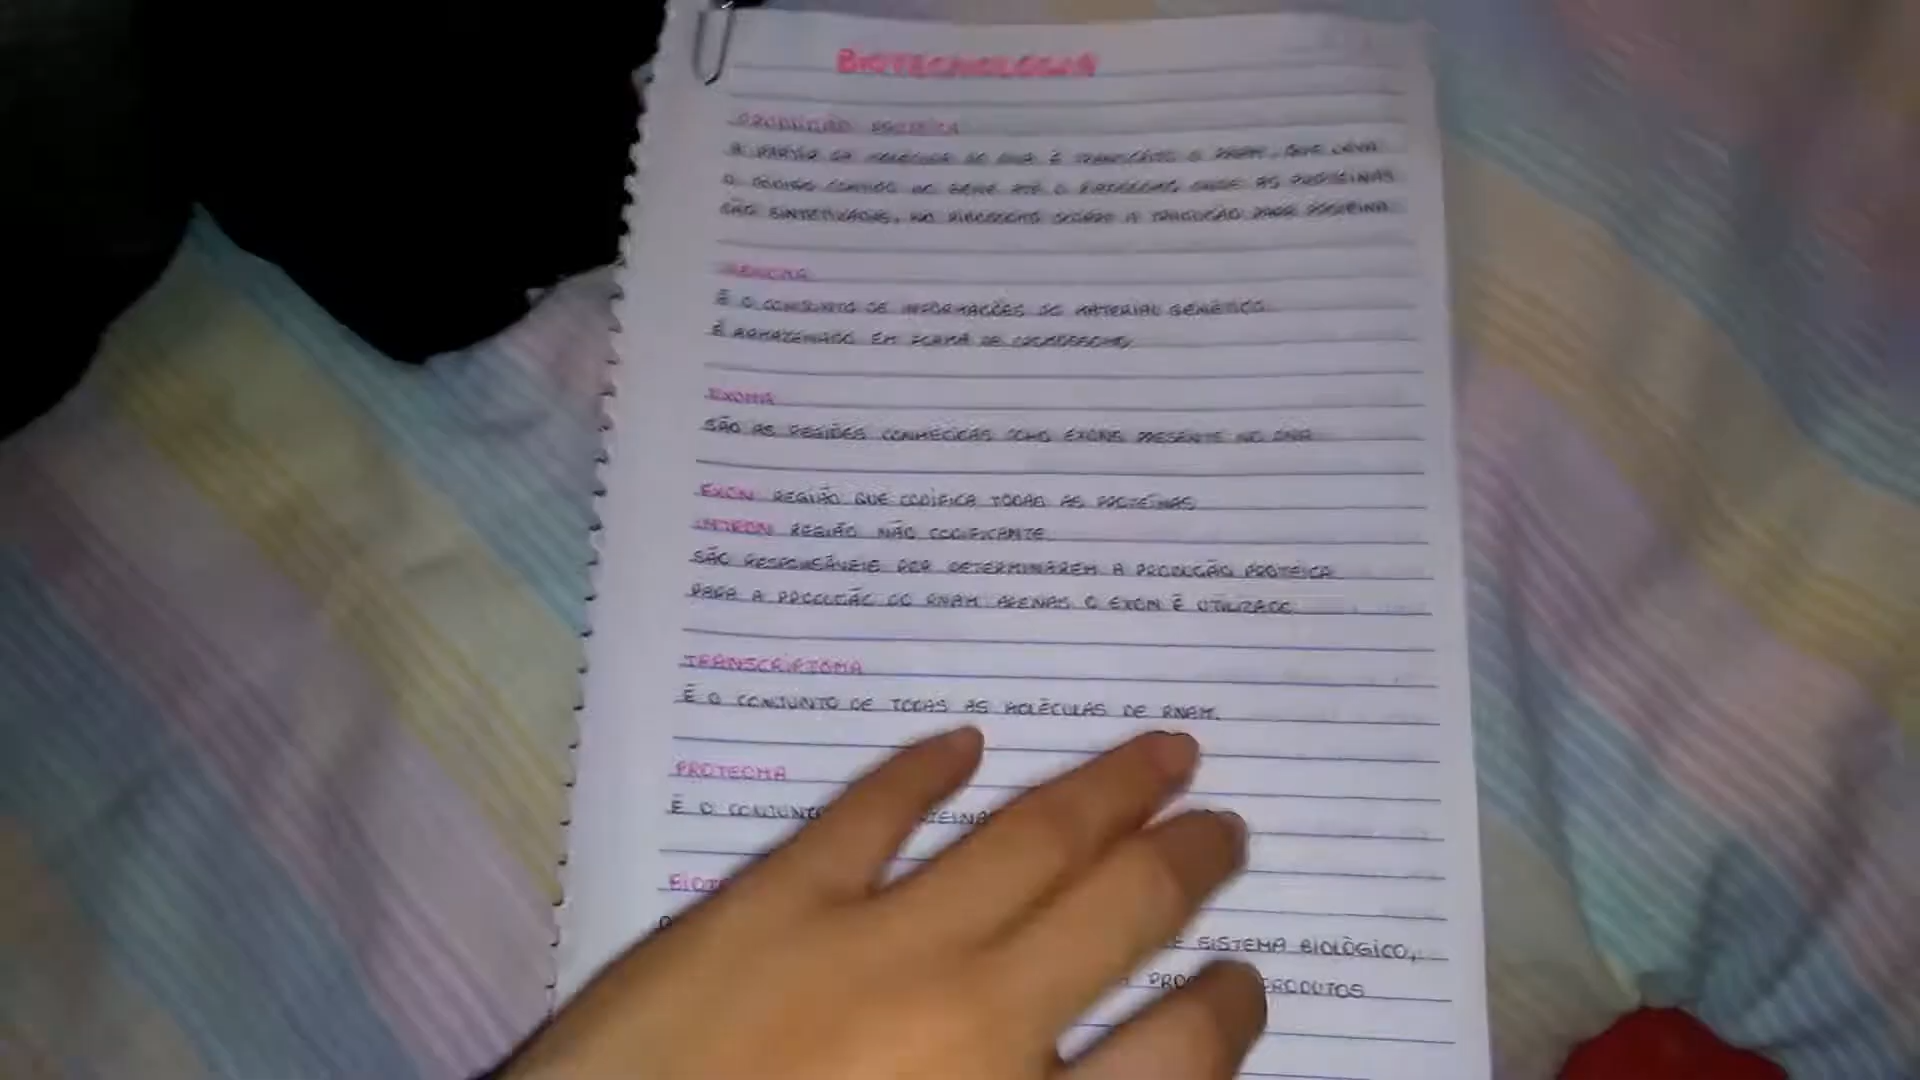 BIOTECNOLOGIAS
PRODUÇÃO PROTEICA
A PARTIR DA MOLÉCULA DE DNA É TRANSCRITO O RNAM, QUE LEVA
O CÓDIGO CONTIDO NO GENE ATÉ O RIBOSSOMO, ONDE AS PROTEÍNAS
SÃO SINTETIZADAS, NO RIBOSSOMO OCORRE A TRADUÇÃO PARA PROTEÍNA.
GENOMA
É O CONJUNTO DE INFORMAÇÕES DO MATERIAL GENÉTICO
É ARMAZENADO EM FORMA DE CROMOSSOMO
EXOMA
SÃO AS REGIÕES CONHECIDAS COMO EXONS PRESENTE NO DNA
EXON REGIÃO QUE CODIFICA TODAS AS PROTEÍNAS
INTRON REGIÃO NÃO CODIFICANTE
SÃO RESPONSÁVEIS POR DETERMINAREM A PRODUÇÃO PROTEICA
PARA A PRODUÇÃO DO RNAM APENAS O EXON É UTILIZADO
TRANSCRIPTOMA
É O CONJUNTO DE TODAS AS MOLÉCULAS DE RNAM.
PROTEOMA
É O CONJUNTO
SISTEMA BIOLÓGICO,
PRODUTOS